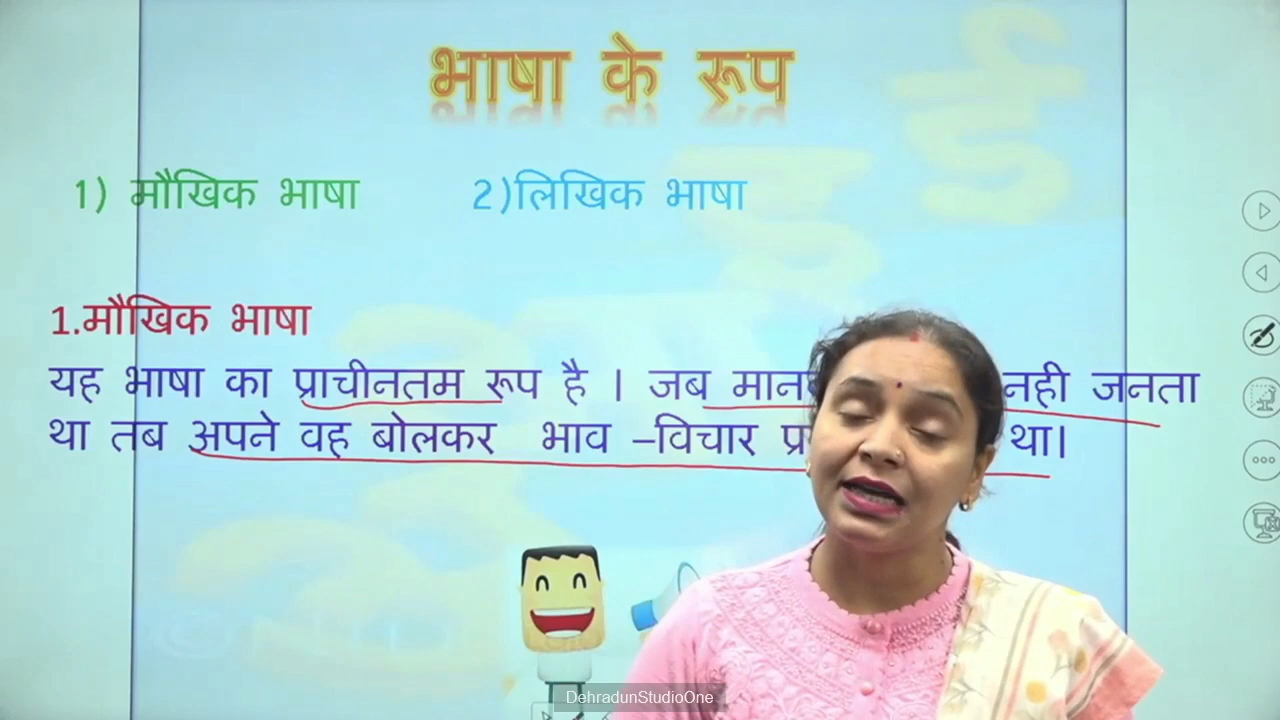 भाषा के रूप
1) मौखिक भाषा 2)लिखिक भाषा
1.मौखिक भाषा
यह भाषा का प्राचीनतम रूप है । जब नही जनता
था तब अपने वह बोलकर भाव –विचार था।
DehradunStudioOne